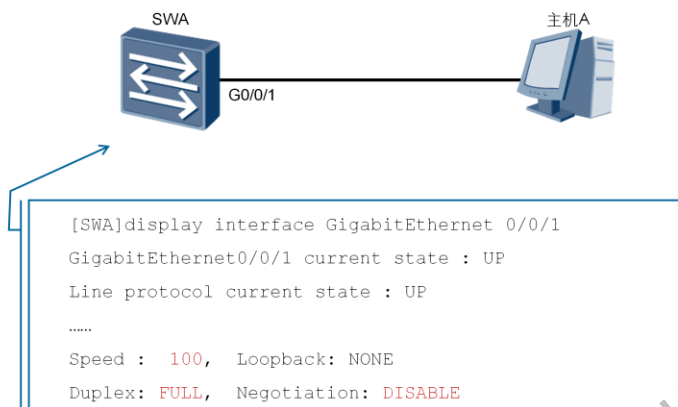 SWA
主机A
G0/0/1
[SWA]display interface GigabitEthernet 0/0/1
GigabitEthernet0/0/1 current state : UP
Line protocol current state : UP
……
Speed :  100,  Loopback: NONE
Duplex: FULL,  Negotiation: DISABLE